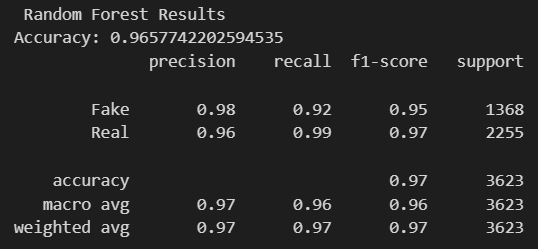 Random Forest Results
Accuracy: 0.9657742202594535
precision recall f1-score support
Fake 0.98 0.92 0.95 1368
Real 0.96 0.99 0.97 2255
accuracy 0.97 3623
macro avg 0.97 0.96 0.96 3623
weighted avg 0.97 0.97 0.97 3623